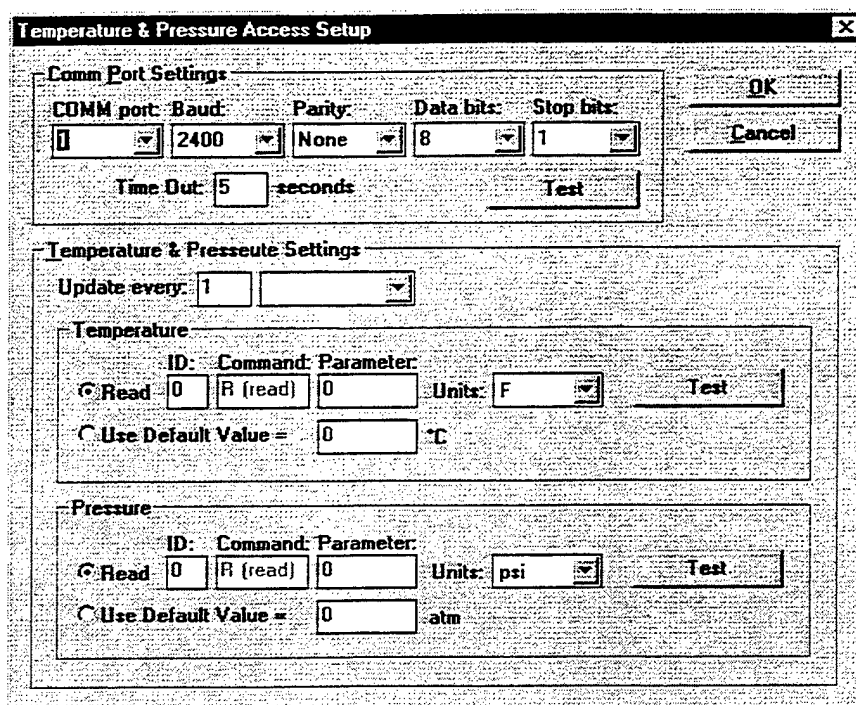 Temperature & Pressure Access Setup
Comm Port Settings
COMM port: Baud: Parity: Data bits: Stop bits:
1 2400 None 8 1
Time Out: 5 seconds Test
OK
Cancel
Temperature & Presseute Settings
Update every: 1
Temperature
ID: Command: Parameter:
Read 0 R (read) 0 Units: F Test
Use Default Value = 0 °C
Pressure
ID: Command: Parameter:
Read 0 R (read) 0 Units: psi Test
Use Default Value = 0 atm